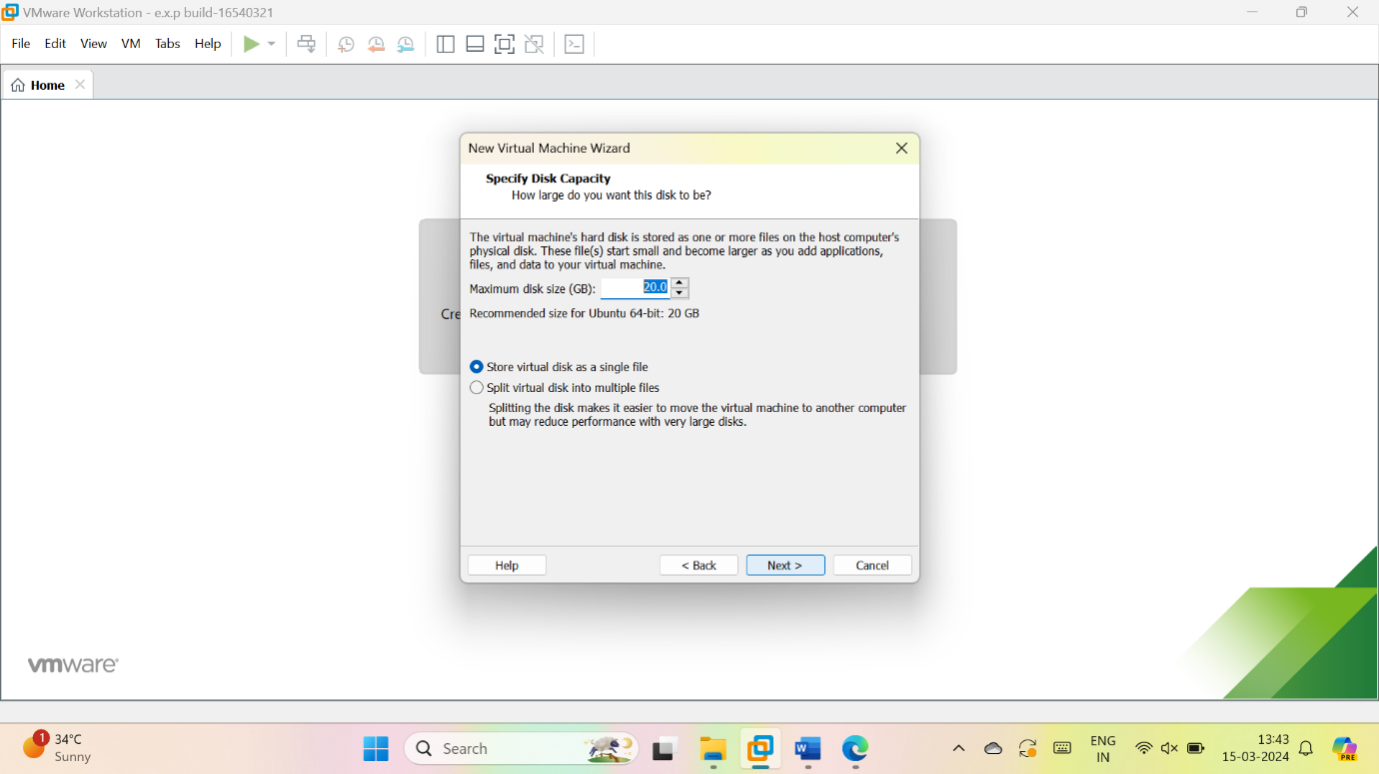 VMware Workstation - e.x.p build-16540321
File Edit View VM Tabs Help
Home
New Virtual Machine Wizard
Specify Disk Capacity
How large do you want this disk to be?
The virtual machine's hard disk is stored as one or more files on the host computer's
physical disk. These file(s) start small and become larger as you add applications,
files, and data to your virtual machine.
Maximum disk size (GB): 20.0
Cre
Recommended size for Ubuntu 64-bit: 20 GB
Store virtual disk as a single file
Split virtual disk into multiple files
Splitting the disk makes it easier to move the virtual machine to another computer
but may reduce performance with very large disks.
Help < Back Next > Cancel
vmware®
1
34°C
Sunny
Search
ENG
IN
13:43
15-03-2024
PRE